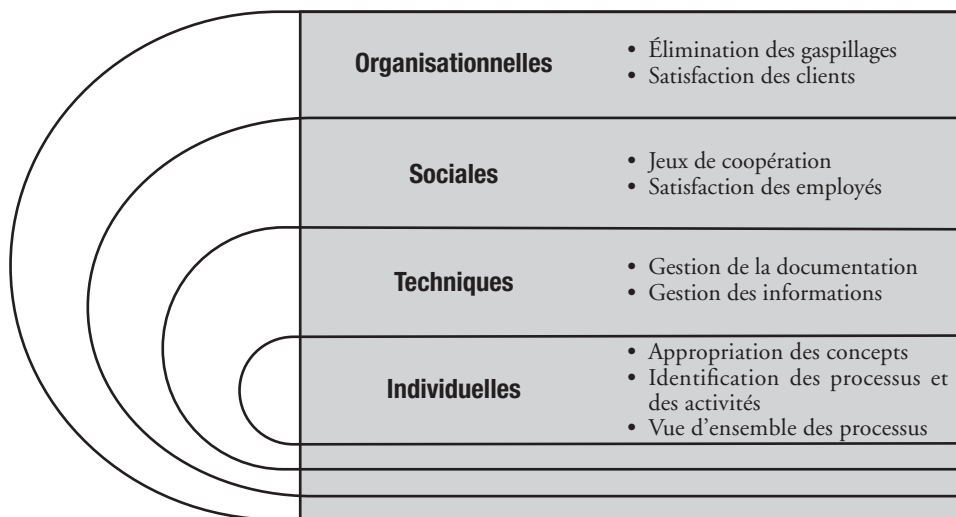 Organisationnelles
• Élimination des gaspillages
• Satisfaction des clients
Sociales
• Jeux de coopération
• Satisfaction des employés
Techniques
• Gestion de la documentation
• Gestion des informations
Individuelles
• Appropriation des concepts
• Identification des processus et
des activités
• Vue d'ensemble des processus